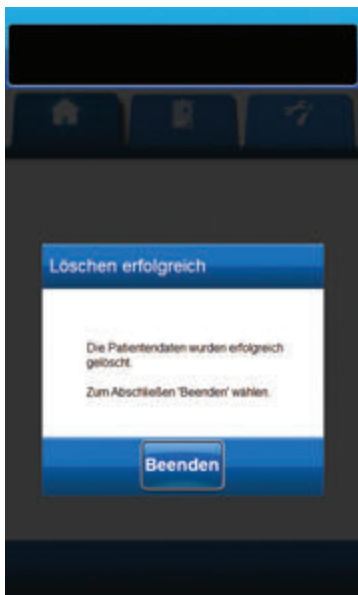 Löschen erfolgreich
Die Patientendaten wurden erfolgreich
gelöscht.
Zum Abschließen 'Beenden' wählen.
Beenden